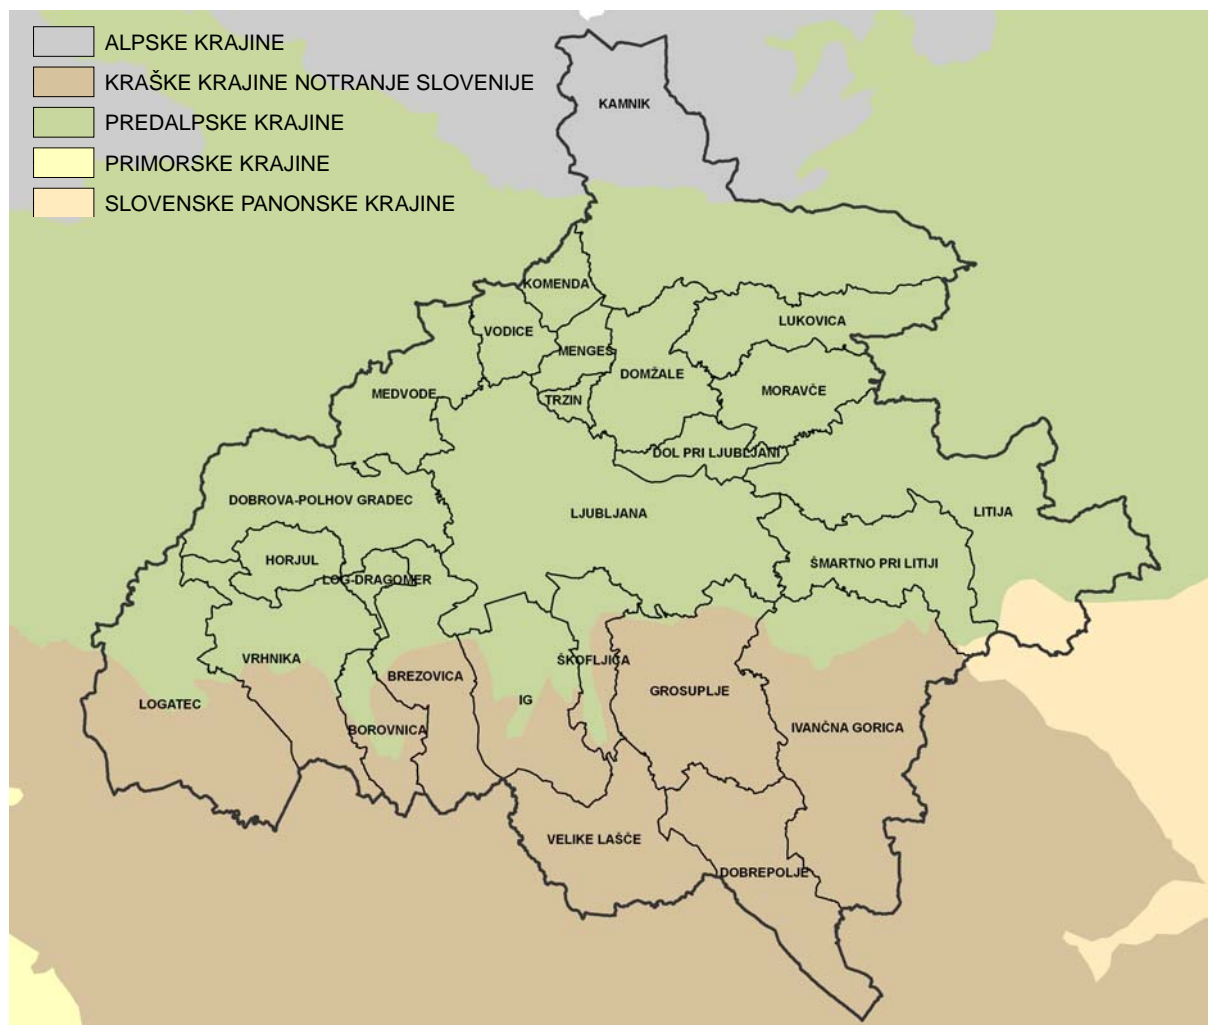 ALPSKE KRAJINE
KRAŠKE KRAJINE NOTRANJE SLOVENIJE
PREDALPSKE KRAJINE
PRIMORSKE KRAJINE
SLOVENSKE PANONSKE KRAJINE
KAMNIK
KOMENDA
LUKOVICA
VODICE
MENGEŠ
DOMŽALE
MORAVČE
MEDVODE
TRZIN
DOL PRI LJUBLJANI
DOBROVA-POLHOV GRADEC
LJUBLJANA
LITIJA
HORJUL
ŠMARTNO PRI LITIJI
LOG-DRAGOMER
VRHNIKA
ŠKOFLJICA
BREZOVICA
GROSUPLJE
IG
LOGATEC
BOROVNICA
IVANČNA GORICA
VELIKE LAŠČE
DOBREPOLJE